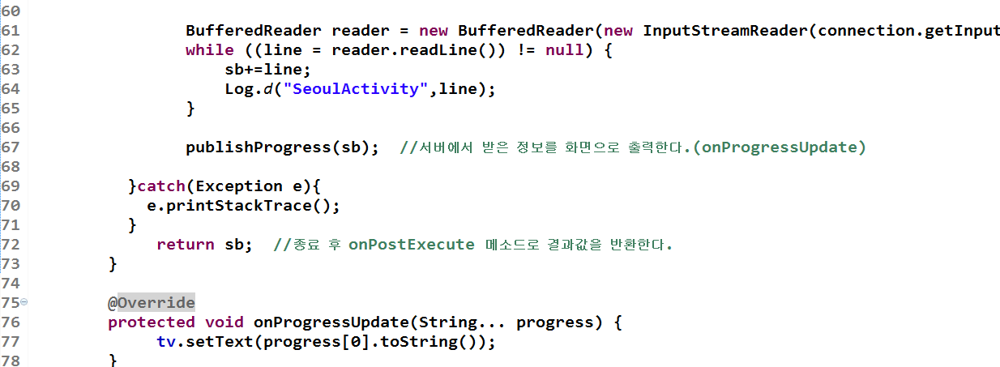 60
61 BufferedReader reader = new BufferedReader(new InputStreamReader(connection.getInput
62 while ((line = reader.readLine()) != null) {
63 sb+=line;
64 Log.d("SeoulActivity",line);
65 }
66
67 publishProgress(sb); //서버에서 받은 정보를 화면으로 출력한다.(onProgressUpdate)
68
69 }catch(Exception e){
70 e.printStackTrace();
71 }
72 return sb; //종료 후 onPostExecute 메소드로 결과값을 반환한다.
73 }
74
75 @Override
76 protected void onProgressUpdate(String... progress) {
77 tv.setText(progress[0].toString());
78 }